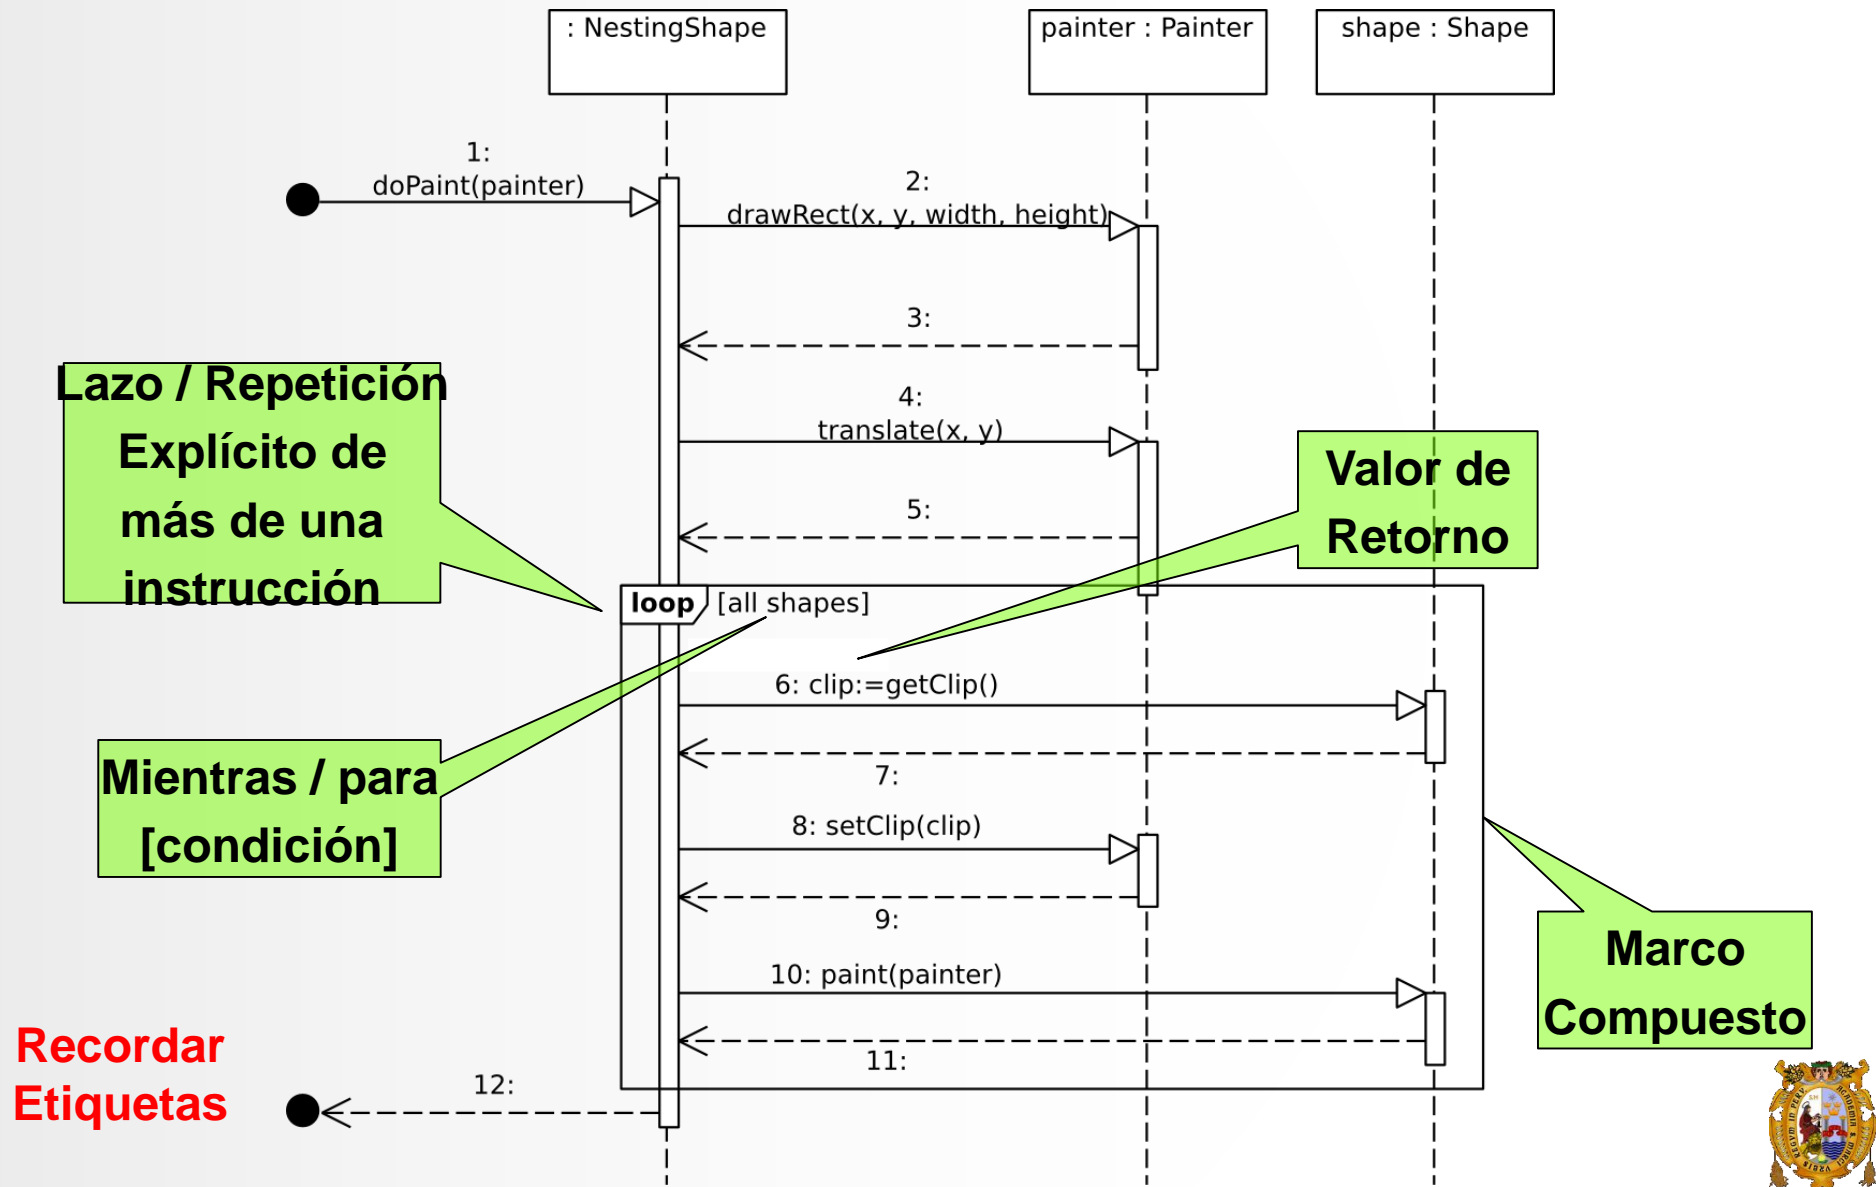 : NestingShape
painter : Painter
shape : Shape
1:
doPaint(painter)
2:
drawRect(x, y, width, height)
3:
Lazo / Repetición
Explícito de
más de una
instrucción
4:
translate(x, y)
Valor de
Retorno
5:
loop [all shapes]
6: clip:=getClip()
7:
Mientras / para
[condición]
8: setClip(clip)
9:
10: paint(painter)
Marco
Compuesto
11:
Recordar
Etiquetas
12: